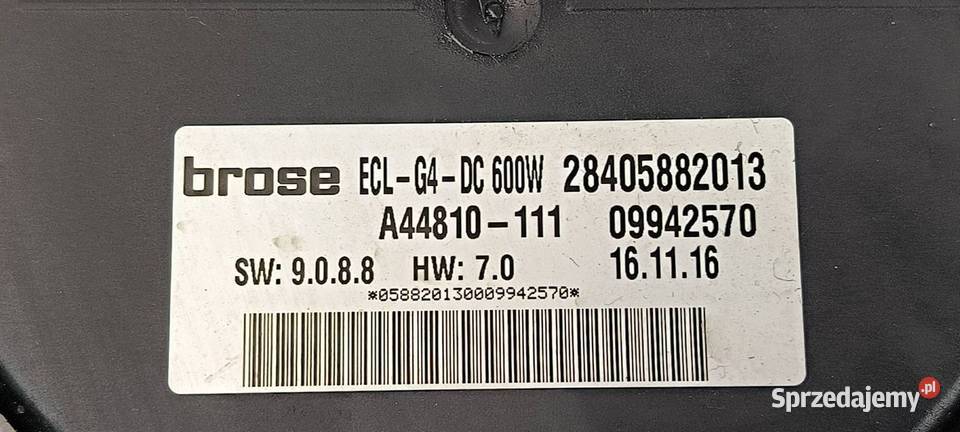 brose ECL-G4-DC 600W 28405882013
A44810-111 09942570
SW: 9.0.8.8 HW: 7.0 16.11.16
*058820130009942570*
Sprzedajemy.pl